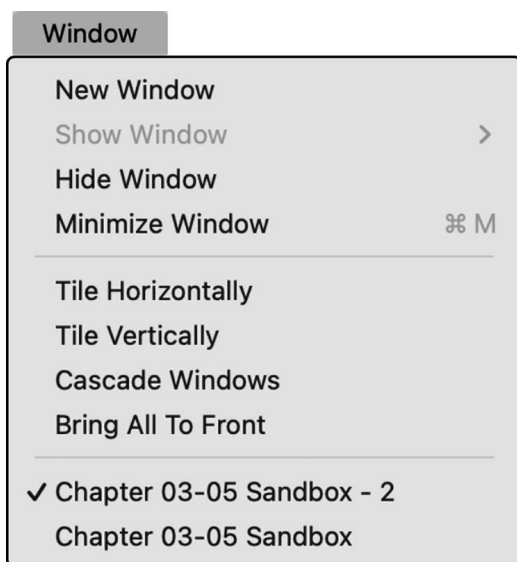 Window
New Window
Show Window >
Hide Window
Minimize Window ⌘ M
Tile Horizontally
Tile Vertically
Cascade Windows
Bring All To Front
✓ Chapter 03-05 Sandbox - 2
Chapter 03-05 Sandbox